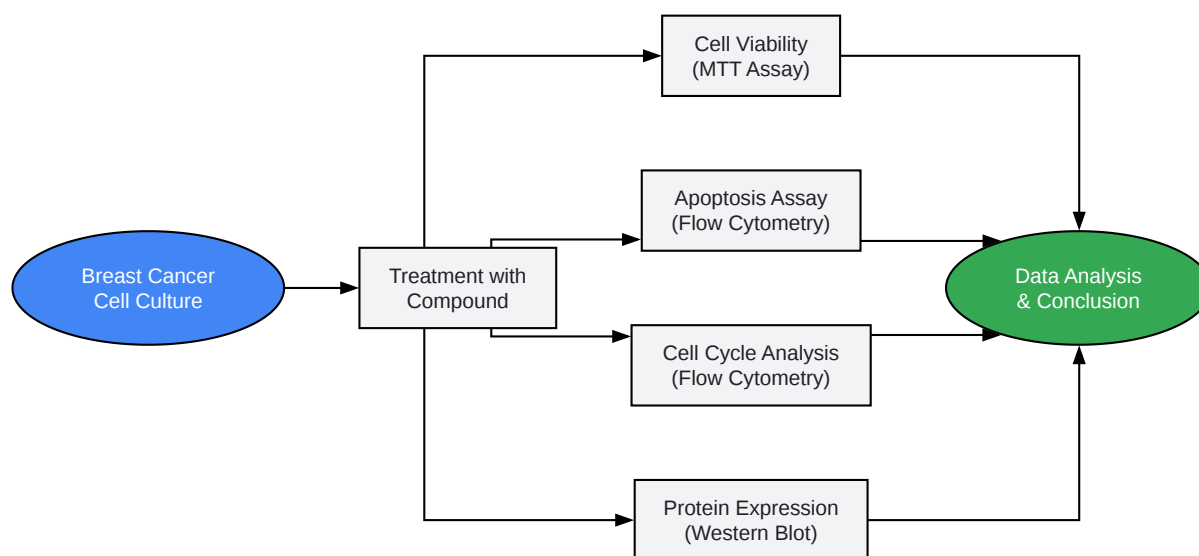 Breast Cancer
Cell Culture
Treatment with
Compound
Cell Viability
(MTT Assay)
Apoptosis Assay
(Flow Cytometry)
Cell Cycle Analysis
(Flow Cytometry)
Protein Expression
(Western Blot)
Data Analysis
& Conclusion